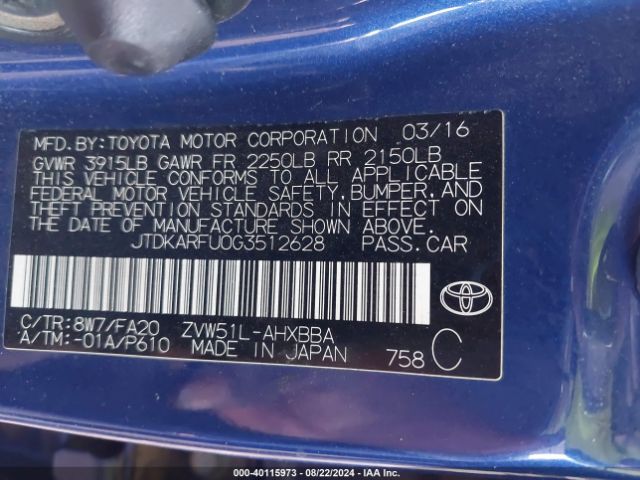 MFD.BY:TOYOTA MOTOR CORPORATION 03/16
GVWR 3915LB GAWR FR 2250LB RR 2150LB
THIS VEHICLE CONFORMS TO ALL APPLICABLE
FEDERAL MOTOR VEHICLE SAFETY, BUMPER, AND
THEFT PREVENTION STANDARDS IN EFFECT ON
THE DATE OF MANUFACTURE SHOWN ABOVE.
JTDKARFU0G3512628 PASS.CAR
C/TR:8W7/FA20 ZVW51L-AHXBBA
A/TM:-01A/P610 MADE IN JAPAN 758 C
000-40115973 - 08/22/2024 - IAA Inc.